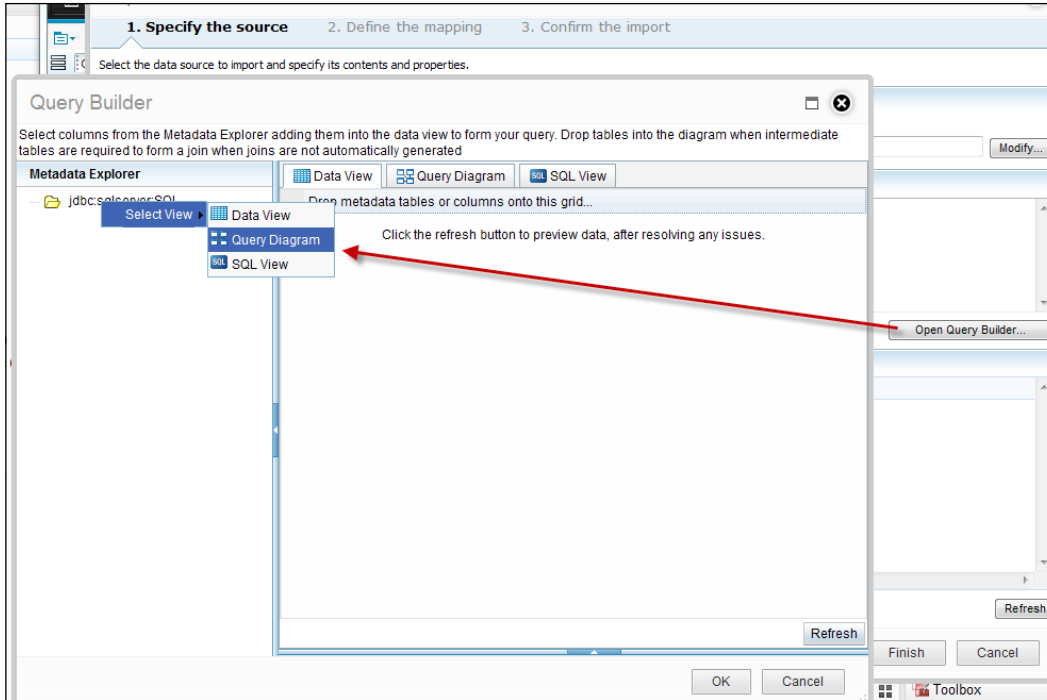 1. Specify the source 2. Define the mapping 3. Confirm the import
Select the data source to import and specify its contents and properties.
Query Builder
Select columns from the Metadata Explorer adding them into the data view to form your query. Drop tables into the diagram when intermediate
tables are required to form a join when joins are not automatically generated
Modify...
Metadata Explorer
Data View Query Diagram SQL SQL View
Drop metadata tables or columns onto this grid...
Select View Data View
Click the refresh button to preview data, after resolving any issues.
Query Diagram
SQL SQL View
Open Query Builder...
Refresh
Refresh
Finish Cancel
OK Cancel
Toolbox